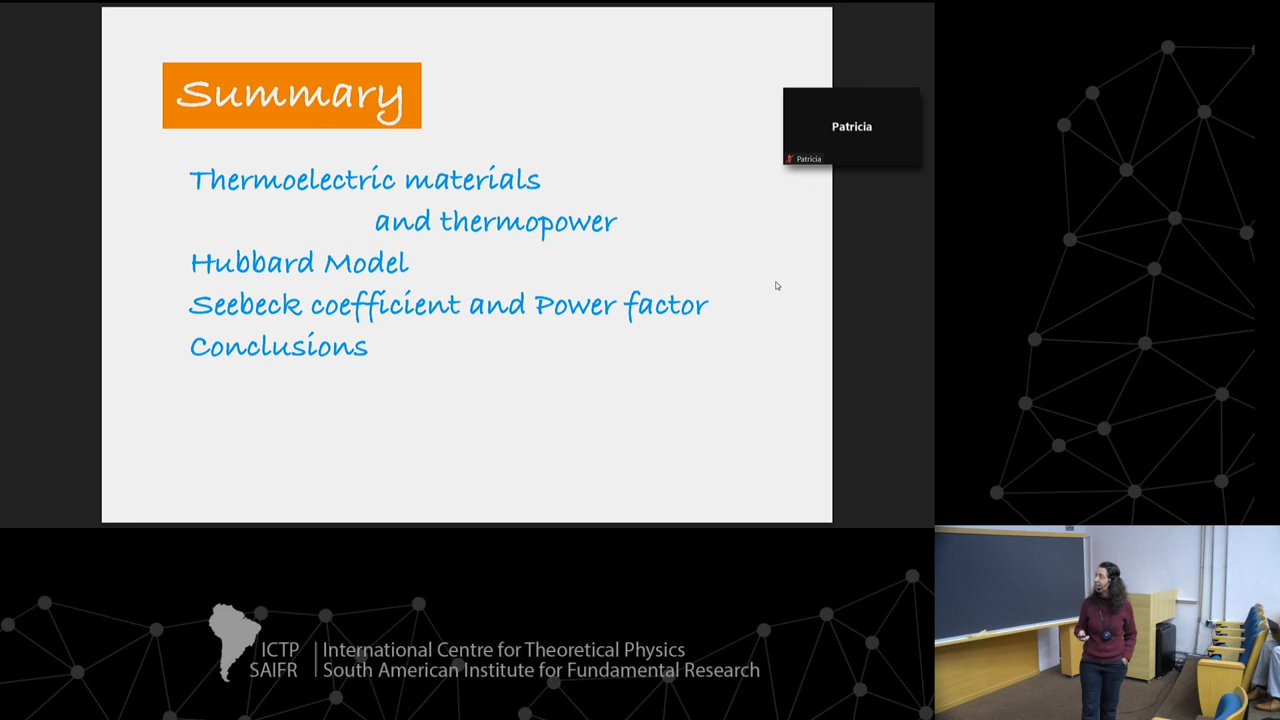 Summary
Thermoelectric materials
and thermopower
Hubbard Model
Seebeck coefficient and Power factor
Conclusions
Patricia
Patricia
ICTP | International Centre for Theoretical Physics
SAIFR | South American Institute for Fundamental Research